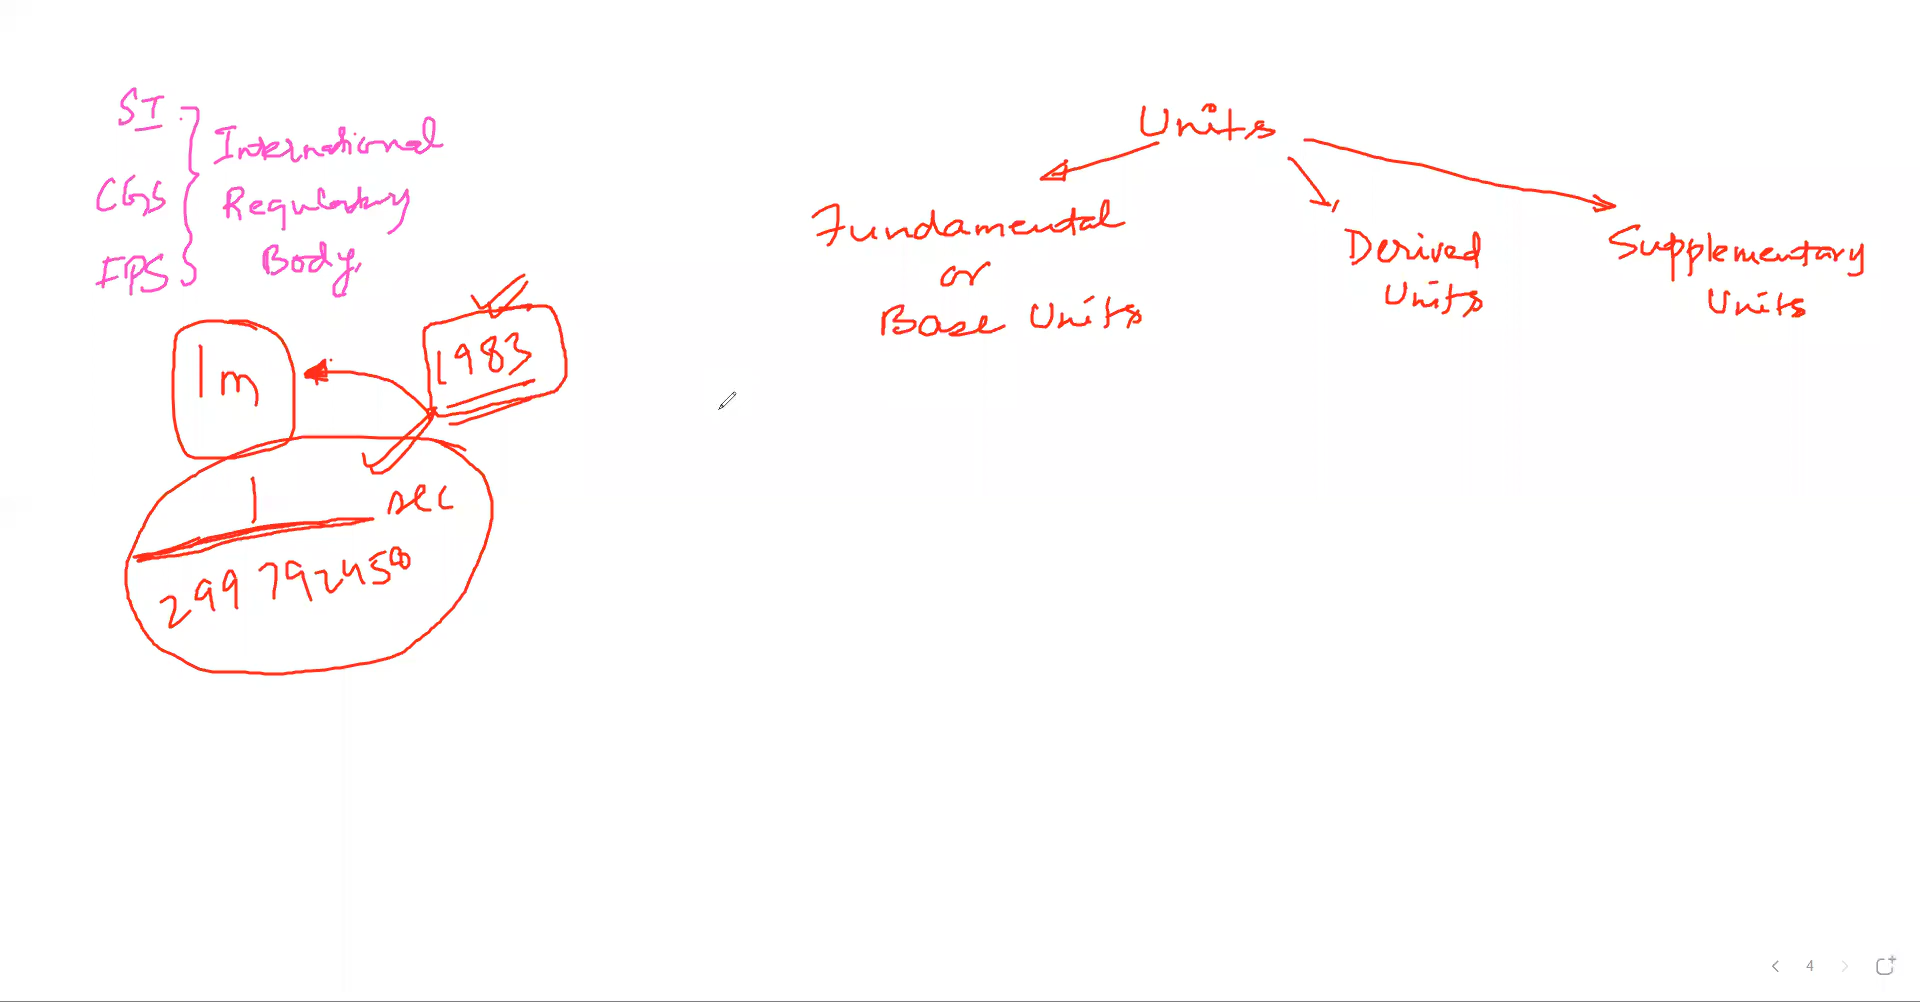 SI
CGS
FPS
International
Regulatory
Body,
1m
1983
1 sec
299792458
Units
Fundamental
or
Base Units
Derived
Units
Supplementary
Units
4